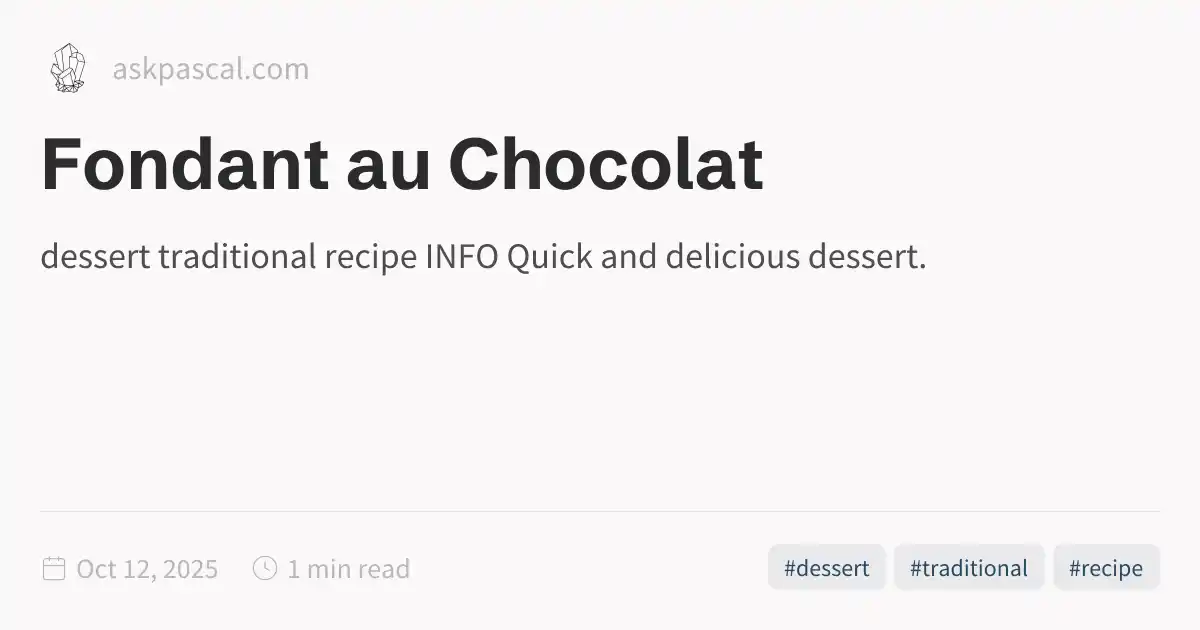 askpascal.com
Fondant au Chocolat
dessert traditional recipe INFO Quick and delicious dessert.
Oct 12, 2025 1 min read #dessert #traditional #recipe